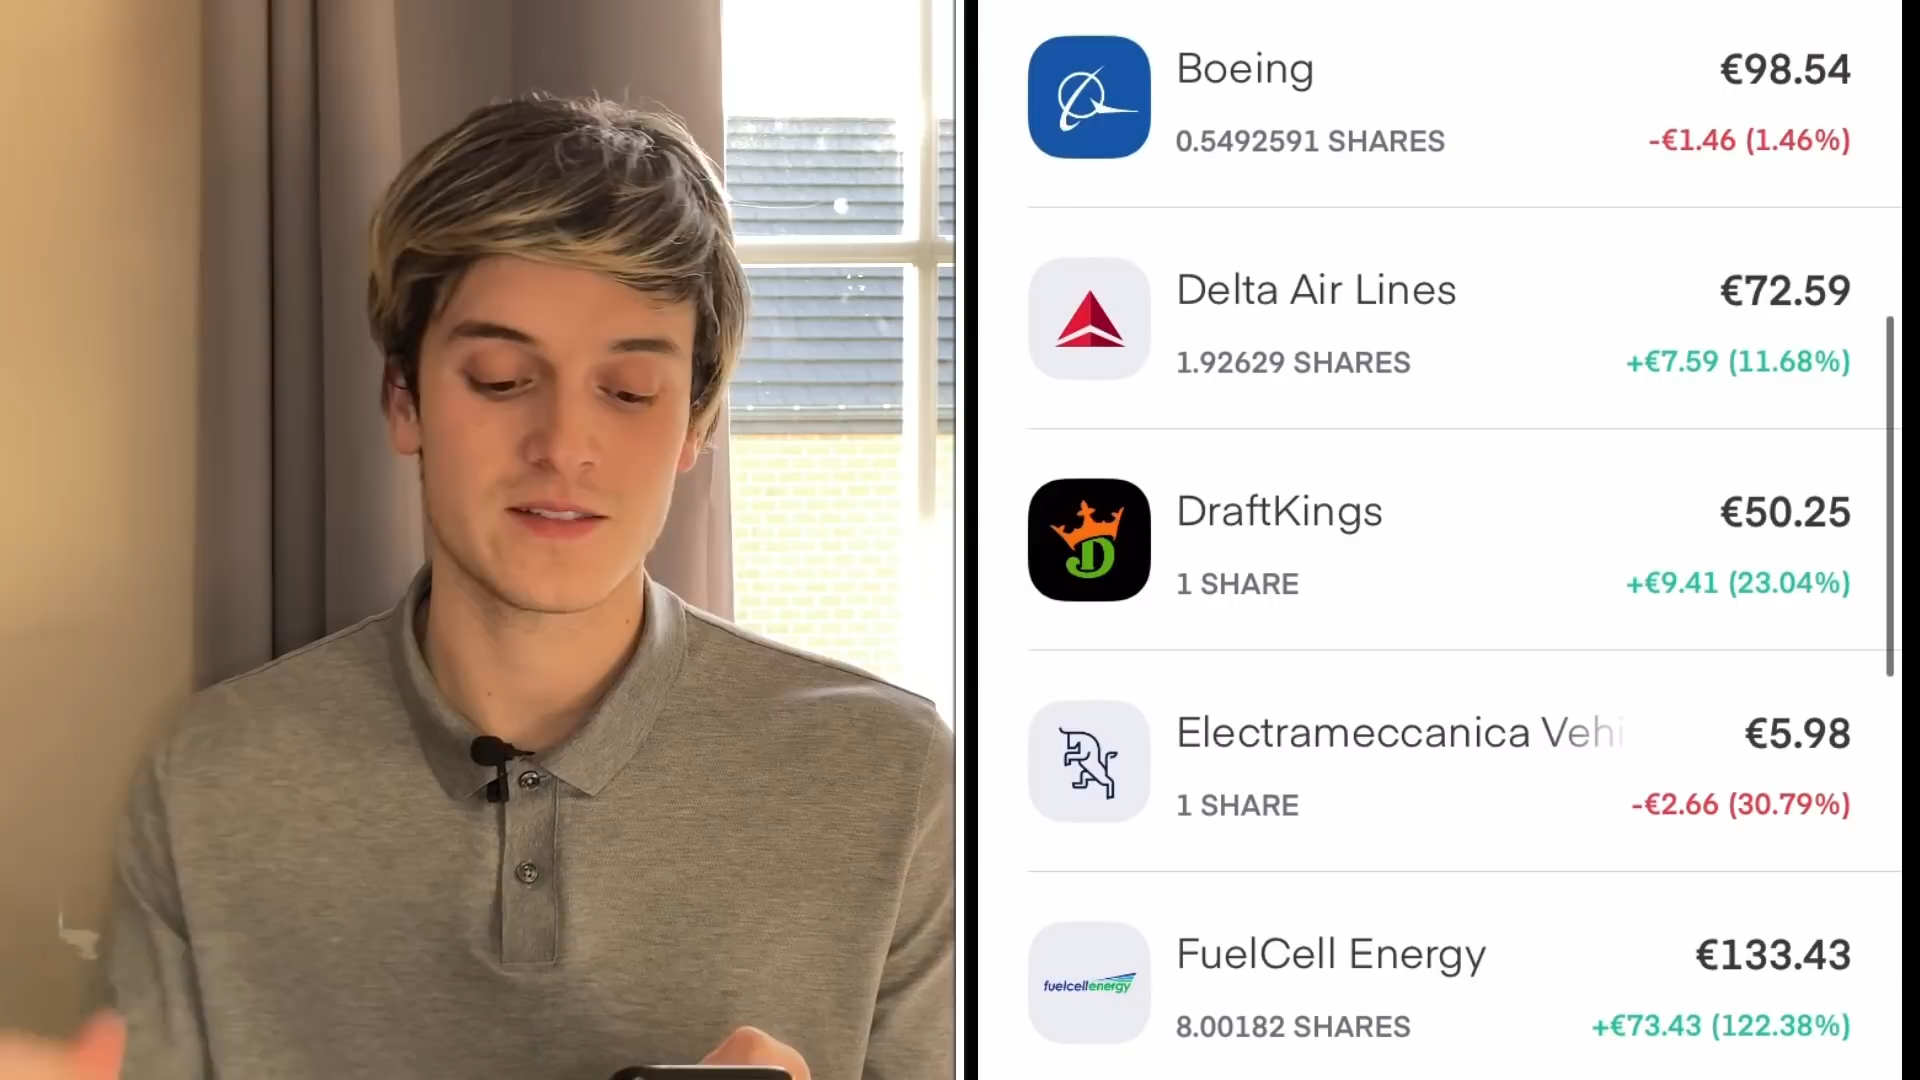 Boeing
€98.54
0.5492591 SHARES
-€1.46 (1.46%)
Delta Air Lines
€72.59
1.92629 SHARES
+€7.59 (11.68%)
DraftKings
€50.25
1 SHARE
+€9.41 (23.04%)
Electrameccanica Vehi
€5.98
1 SHARE
-€2.66 (30.79%)
fuelcellenergy
FuelCell Energy
€133.43
8.00182 SHARES
+€73.43 (122.38%)